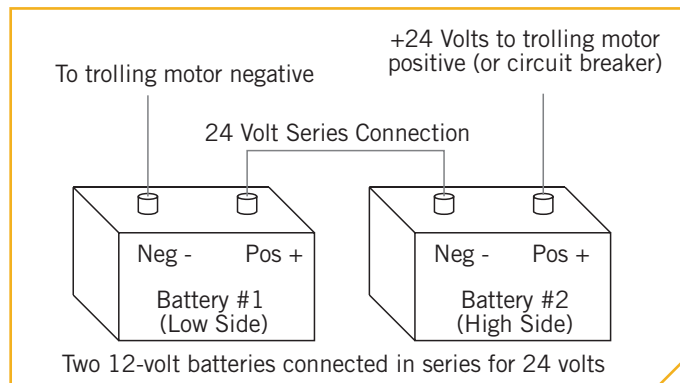 +24 Volts to trolling motor
positive (or circuit breaker)
To trolling motor negative
24 Volt Series Connection
Neg -
Pos +
Battery #1
(Low Side)
Neg -
Pos +
Battery #2
(High Side)
Two 12-volt batteries connected in series for 24 volts